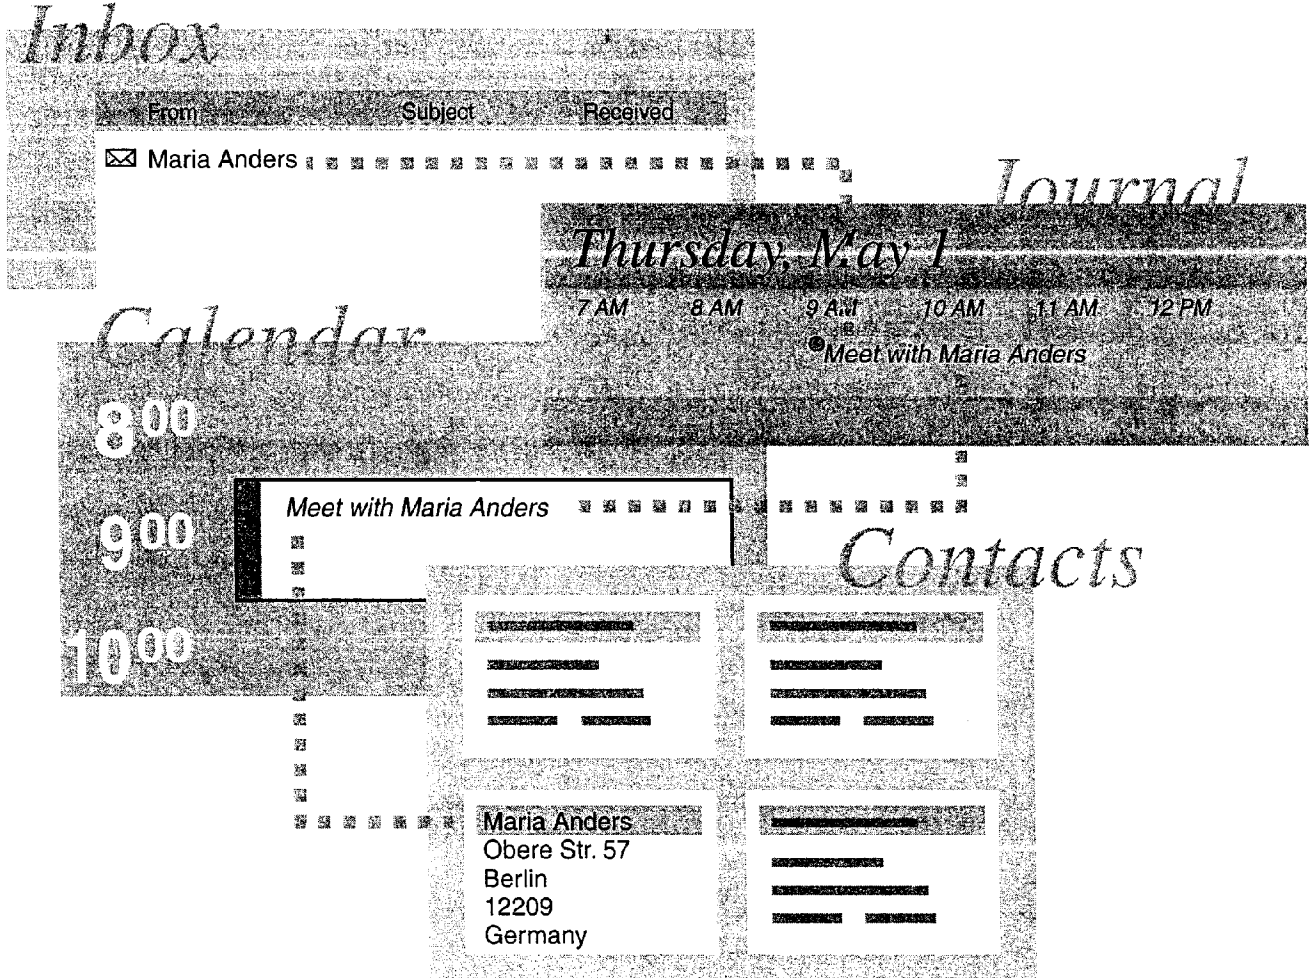 Inbox
From Subject Received
Maria Anders
Journal
Thursday, May 1
7 AM 8 AM 9 AM 10 AM 11 AM 12 PM
Meet with Maria Anders
Calendar
8 00
9 00
10 00
Meet with Maria Anders
Contacts
Maria Anders
Obere Str. 57
Berlin
12209
Germany